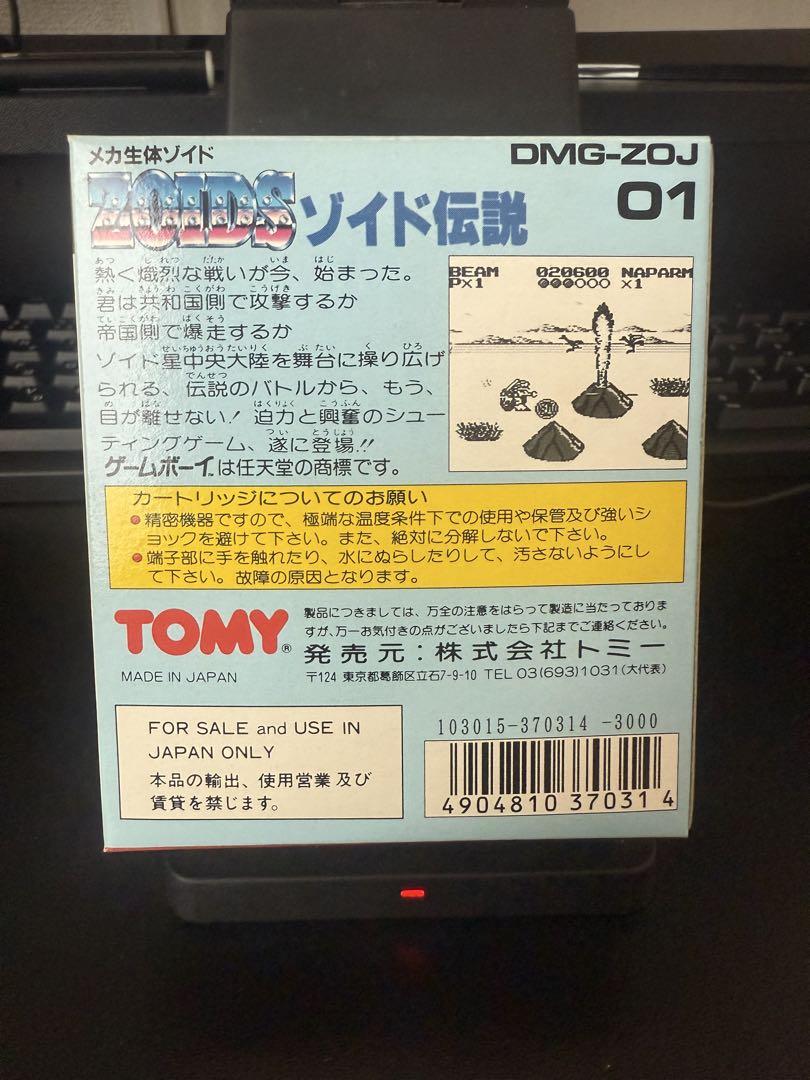 メカ生体ゾイド
DMG-ZOJ
ZOIDS ゾイド伝説
01
熱く熾烈な戦いが今、始まった。
君は共和国側で攻撃するか
帝国側で爆走するか
ゾイド星中央大陸を舞台に操り広げ
られる、伝説のバトルから、もう、
目が離せない! 迫力と興奮のシュー
ティングゲーム、遂に登場!!
ゲームボーイ™は任天堂の商標です。
BEAM 020600 NAPARM
P×1 ×1
カートリッジについてのお願い
●精密機器ですので、極端な温度条件下での使用や保管及び強いシ
ョックを避けて下さい。また、絶対に分解しないで下さい。
●端子部に手を触れたり、水にぬらしたりして、汚さないようにし
て下さい。故障の原因となります。
TOMY®
MADE IN JAPAN
製品につきましては、万全の注意をはらって製造に当たっておりま
すが、万一お気付きの点がございましたら下記までご連絡ください。
発売元:株式会社トミー
〒124 東京都葛飾区立石7-9-10 TEL 03(693)1031(大代表)
FOR SALE and USE IN
JAPAN ONLY
本品の輸出、使用営業及び
賃貸を禁じます。
103015-370314 -3000
4904810370314